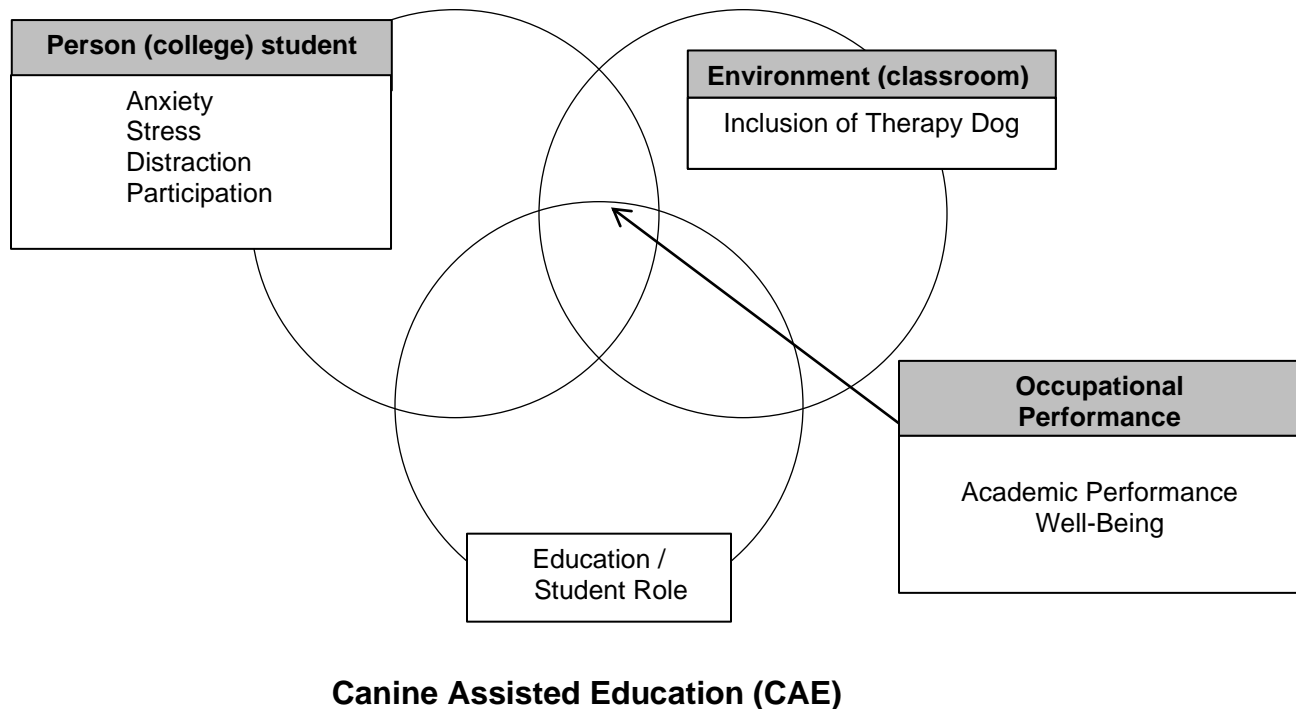 Person (college) student
Anxiety
Stress
Distraction
Participation
Environment (classroom)
Inclusion of Therapy Dog
Occupational
Performance
Academic Performance
Well-Being
Education /
Student Role
Canine Assisted Education (CAE)